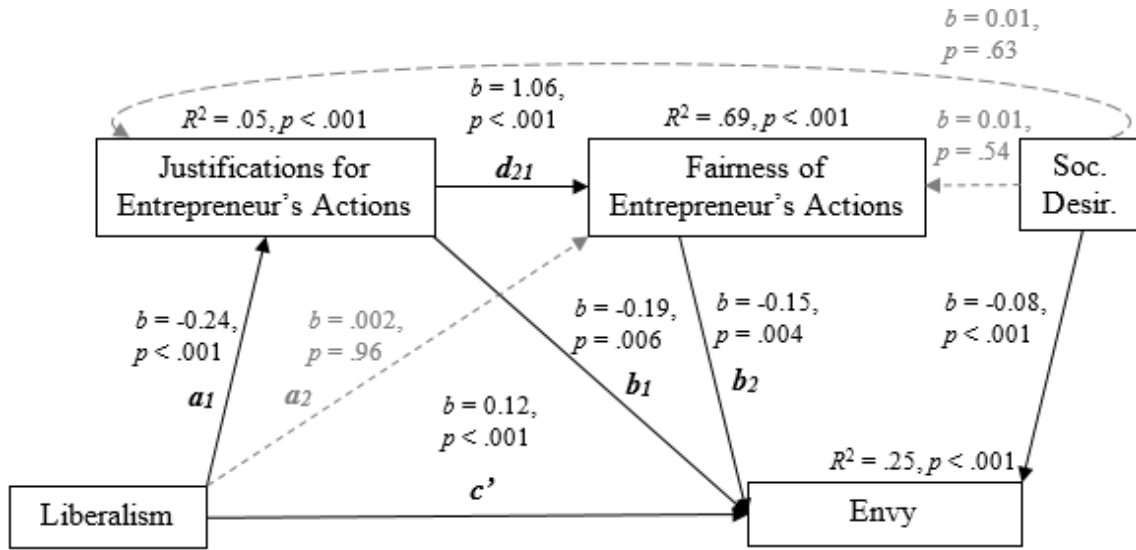 b = 0.01,
p = .63
b = 1.06,
p < .001
R² = .05, p < .001
R² = .69, p < .001
b = 0.01,
p = .54
Justifications for
Entrepreneur's Actions
d21
Fairness of
Entrepreneur's Actions
Soc.
Desir.
b = -0.24,
p < .001
a1
b = .002,
p = .96
a2
b = -0.19,
p = .006
b1
b = -0.15,
p = .004
b2
b = -0.08,
p < .001
b = 0.12,
p < .001
c'
R² = .25, p < .001
Liberalism
Envy